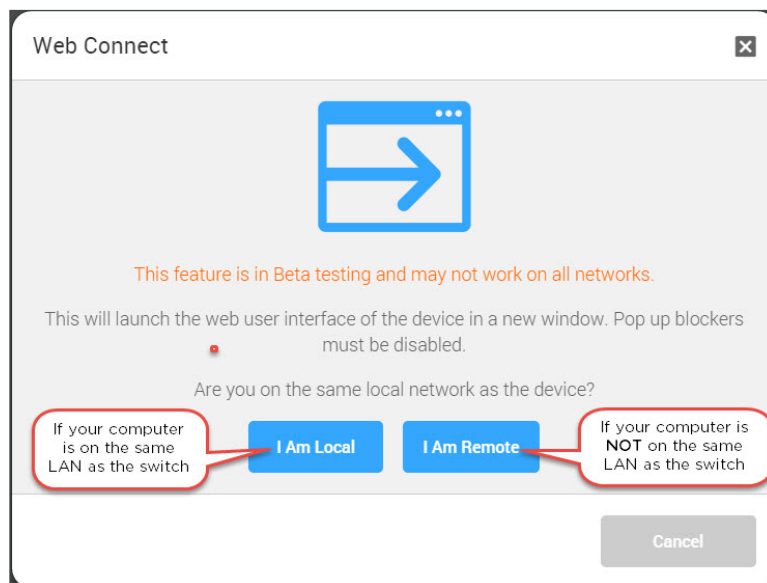 Web Connect
This feature is in Beta testing and may not work on all networks.
This will launch the web user interface of the device in a new window. Pop up blockers
must be disabled.
Are you on the same local network as the device?
If your computer
is on the same
LAN as the switch
I Am Local
I Am Remote
If your computer is
NOT on the same
LAN as the switch
Cancel